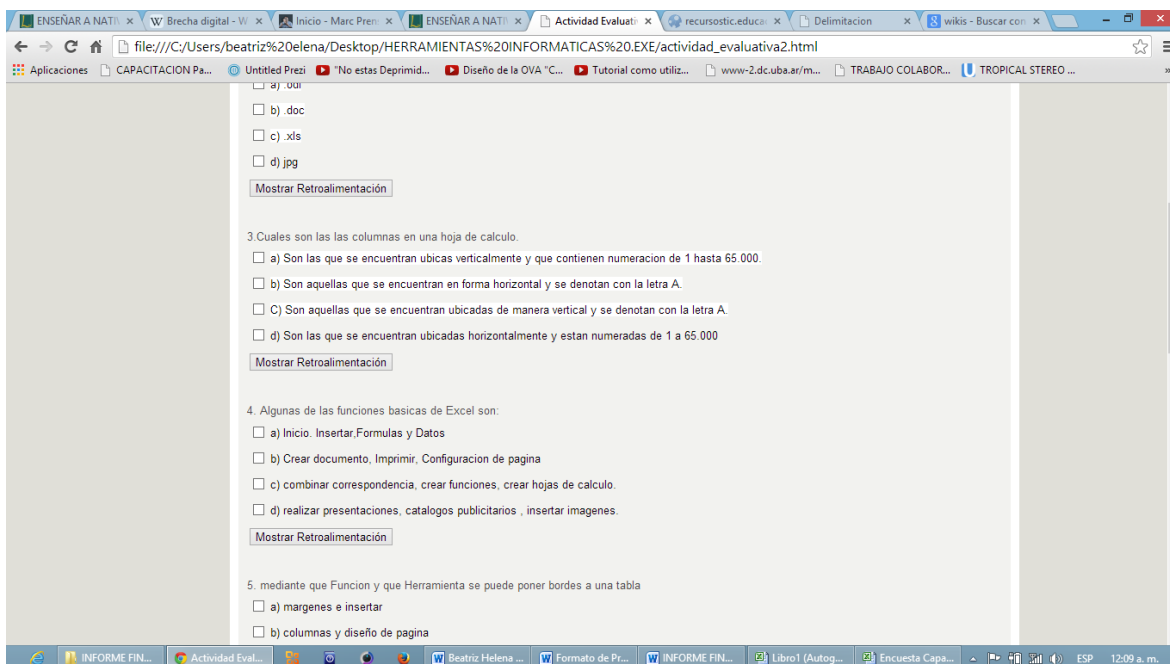 ENSEÑAR A NATI
Brecha digital - W
Inicio - Marc Pren
ENSEÑAR A NATI
Actividad Evaluati
recursostic.educa
Delimitacion
wikis - Buscar con
file:///C:/Users/beatriz%20elena/Desktop/HERRAMIENTAS%20INFORMATICAS%20.EXE/actividad_evaluativa2.html
Aplicaciones
CAPACITACION Pa...
Untitled Prezi
"No estas Deprimid...
Diseño de la OVA "C...
Tutorial como utiliz...
www-2.dc.uba.ar/m...
TRABAJO COLABOR...
TROPICAL STEREO ...
b) .doc
c) .xls
d) jpg
Mostrar Retroalimentación
3.Cuales son las las columnas en una hoja de calculo.
a) Son las que se encuentran ubicas verticalmente y que contienen numeracion de 1 hasta 65.000.
b) Son aquellas que se encuentran en forma horizontal y se denotan con la letra A.
C) Son aquellas que se encuentran ubicadas de manera vertical y se denotan con la letra A.
d) Son las que se encuentran ubicadas horizontalmente y estan numeradas de 1 a 65.000
Mostrar Retroalimentación
4. Algunas de las funciones basicas de Excel son:
a) Inicio. Insertar,Formulas y Datos
b) Crear documento, Imprimir, Configuracion de pagina
c) combinar correspondencia, crear funciones, crear hojas de calculo.
d) realizar presentaciones, catalogos publicitarios , insertar imagenes.
Mostrar Retroalimentación
5. mediante que Funcion y que Herramienta se puede poner bordes a una tabla
a) margenes e insertar
b) columnas y diseño de pagina
INFORME FIN...
Actividad Eval...
Beatriz Helena ...
Formato de Pr...
INFORME FIN...
Libro1 (Autog...
Encuesta Capa...
ESP
12:09 a. m.